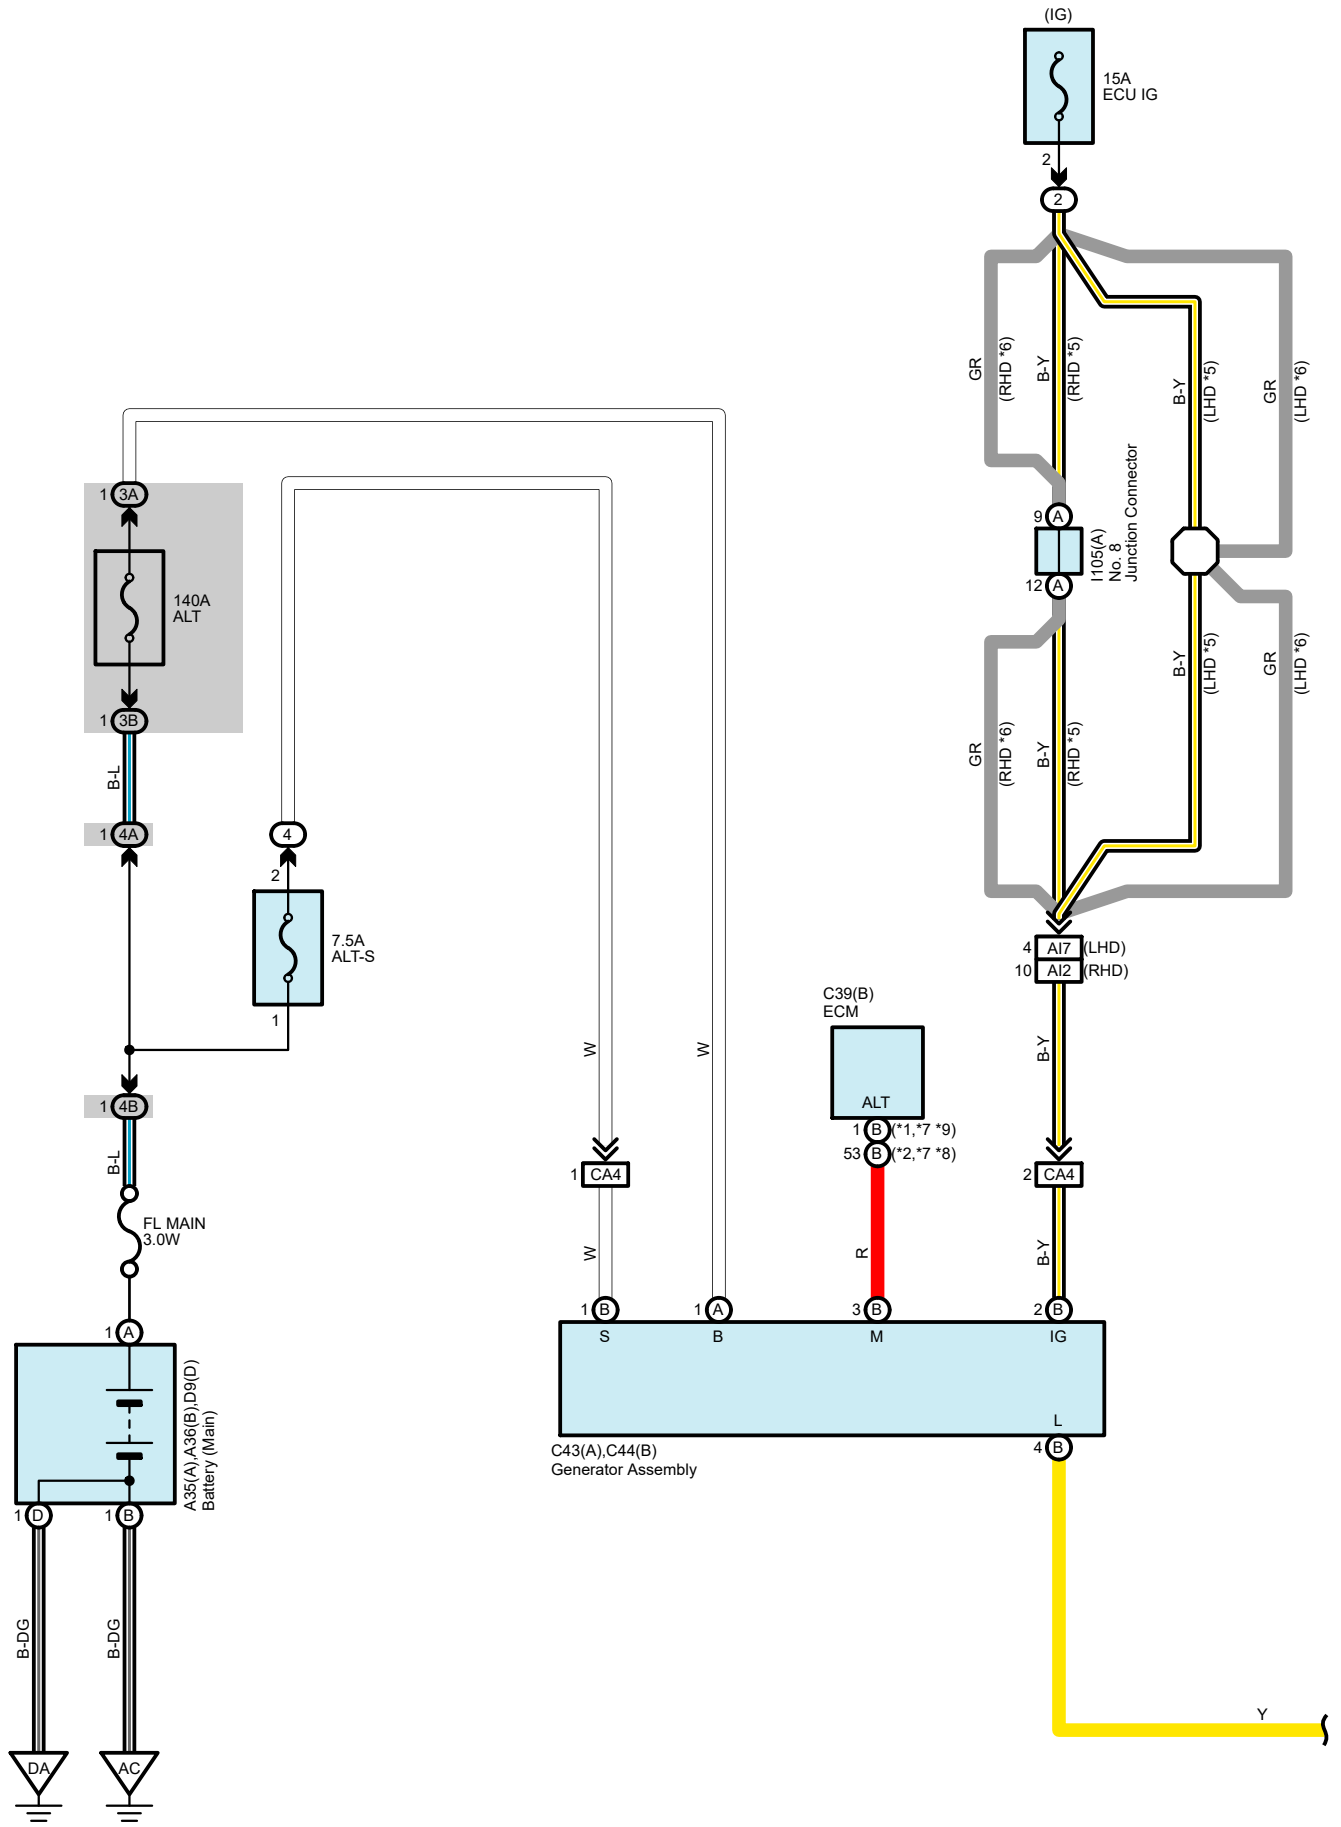 (IG)
15A
ECU IG
2
2
GR
(RHD *6)
B-Y
(RHD *5)
B-Y
(LHD *5)
GR
(LHD *6)
1 3A
140A
ALT
1 3B
B-L
1 4A
4
2
7.5A
ALT-S
1
1 4B
B-L
FL MAIN
3.0W
1 A
A35(A),A36(B),D9(D)
Battery (Main)
1 D
1 B
B-DG
B-DG
DA
AC
9 A
I105(A)
No. 8
Junction Connector
12 A
GR
(RHD *6)
B-Y
(RHD *5)
B-Y
(LHD *5)
GR
(LHD *6)
4 AI7 (LHD)
10 AI2 (RHD)
B-Y
W
W
C39(B)
ECM
ALT
1 B (*1,*7 *9)
53 B (*2,*7 *8)
1 CA4
2 CA4
W
R
B-Y
1 B
1 A
3 B
2 B
S
B
M
IG
L
C43(A),C44(B)
Generator Assembly
4 B
Y